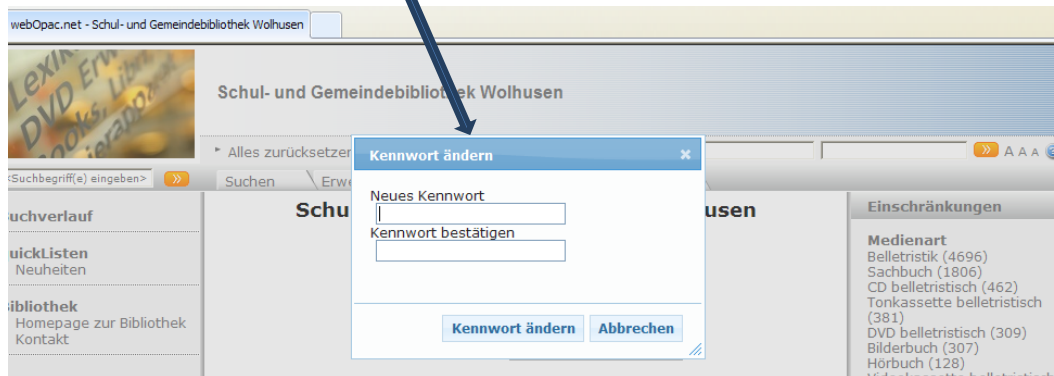 webOpac.net - Schul- und Gemeindebibliothek Wolhusen
Schul- und Gemeindebibliothek Wolhusen
Alles zurücksetzen
A A A
<Suchbegriff(e) eingeben>
Suchen
Kennwort ändern
Neues Kennwort
Kennwort bestätigen
Kennwort ändern
Abbrechen
Schu
usen
uchverlauf
uickListen
Neuheiten
ibliothek
Homepage zur Bibliothek
Kontakt
Einschränkungen
Medienart
Belletristik (4696)
Sachbuch (1806)
CD belletristisch (462)
Tonkassette belletristisch
(381)
DVD belletristisch (309)
Bilderbuch (307)
Hörbuch (128)